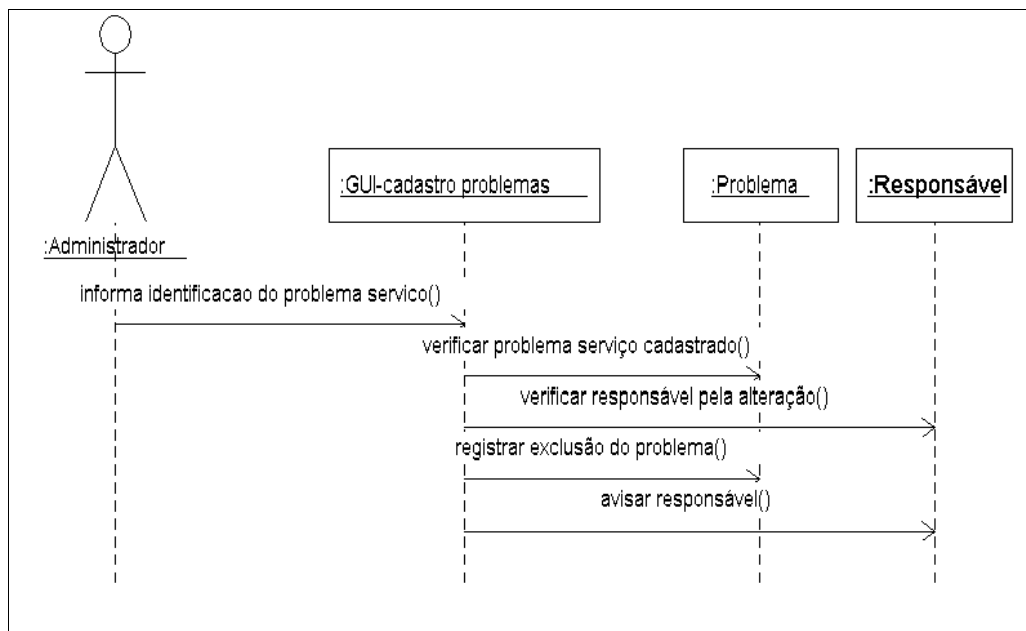 :GUI-cadastro problemas
:Problema
:Responsável
:Administrador
informa identificacao do problema servico()
verificar problema serviço cadastrado()
verificar responsável pela alteração()
registrar exclusão do problema()
avisar responsável()